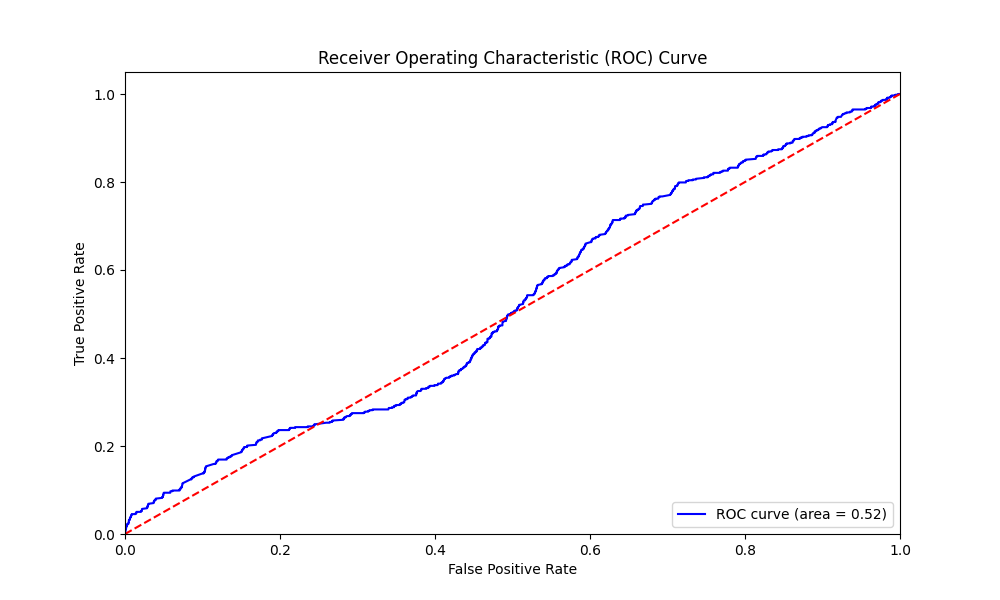 Receiver Operating Characteristic (ROC) Curve
1.0
0.8
0.6
0.4
0.2
0.0
True Positive Rate
ROC curve (area = 0.52)
0.0 0.2 0.4 0.6 0.8 1.0
False Positive Rate